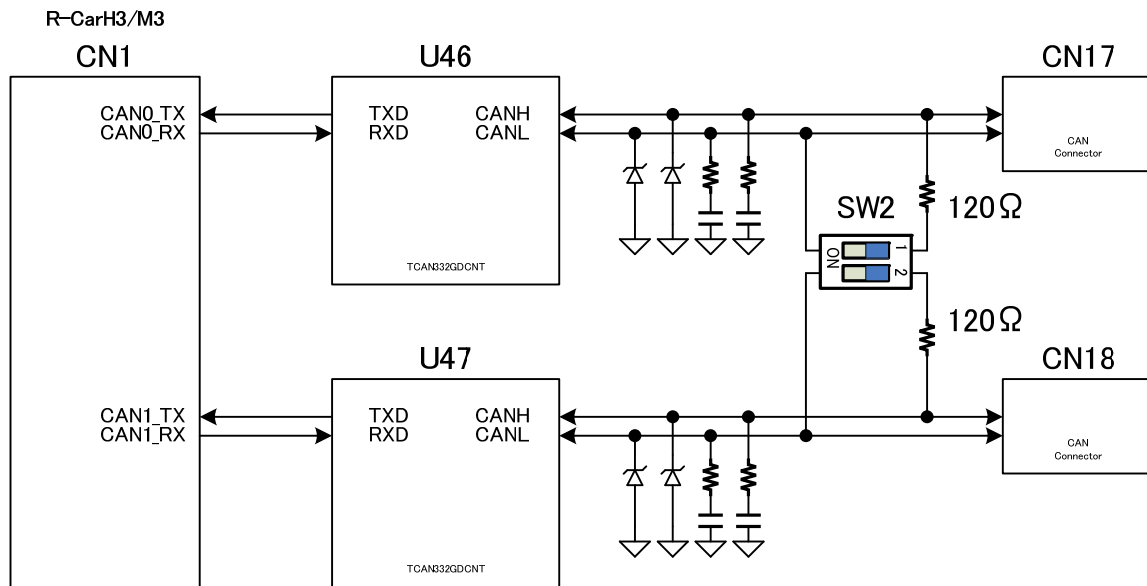 R-CarH3/M3
CN1
U46
CN17
CAN0_TX
CAN0_RX
TXD
RXD
CANH
CANL
CAN
Connector
SW2
120Ω
ON
1
2
TCAN332GDCNT
120Ω
U47
CN18
CAN1_TX
CAN1_RX
TXD
RXD
CANH
CANL
CAN
Connector
TCAN332GDCNT